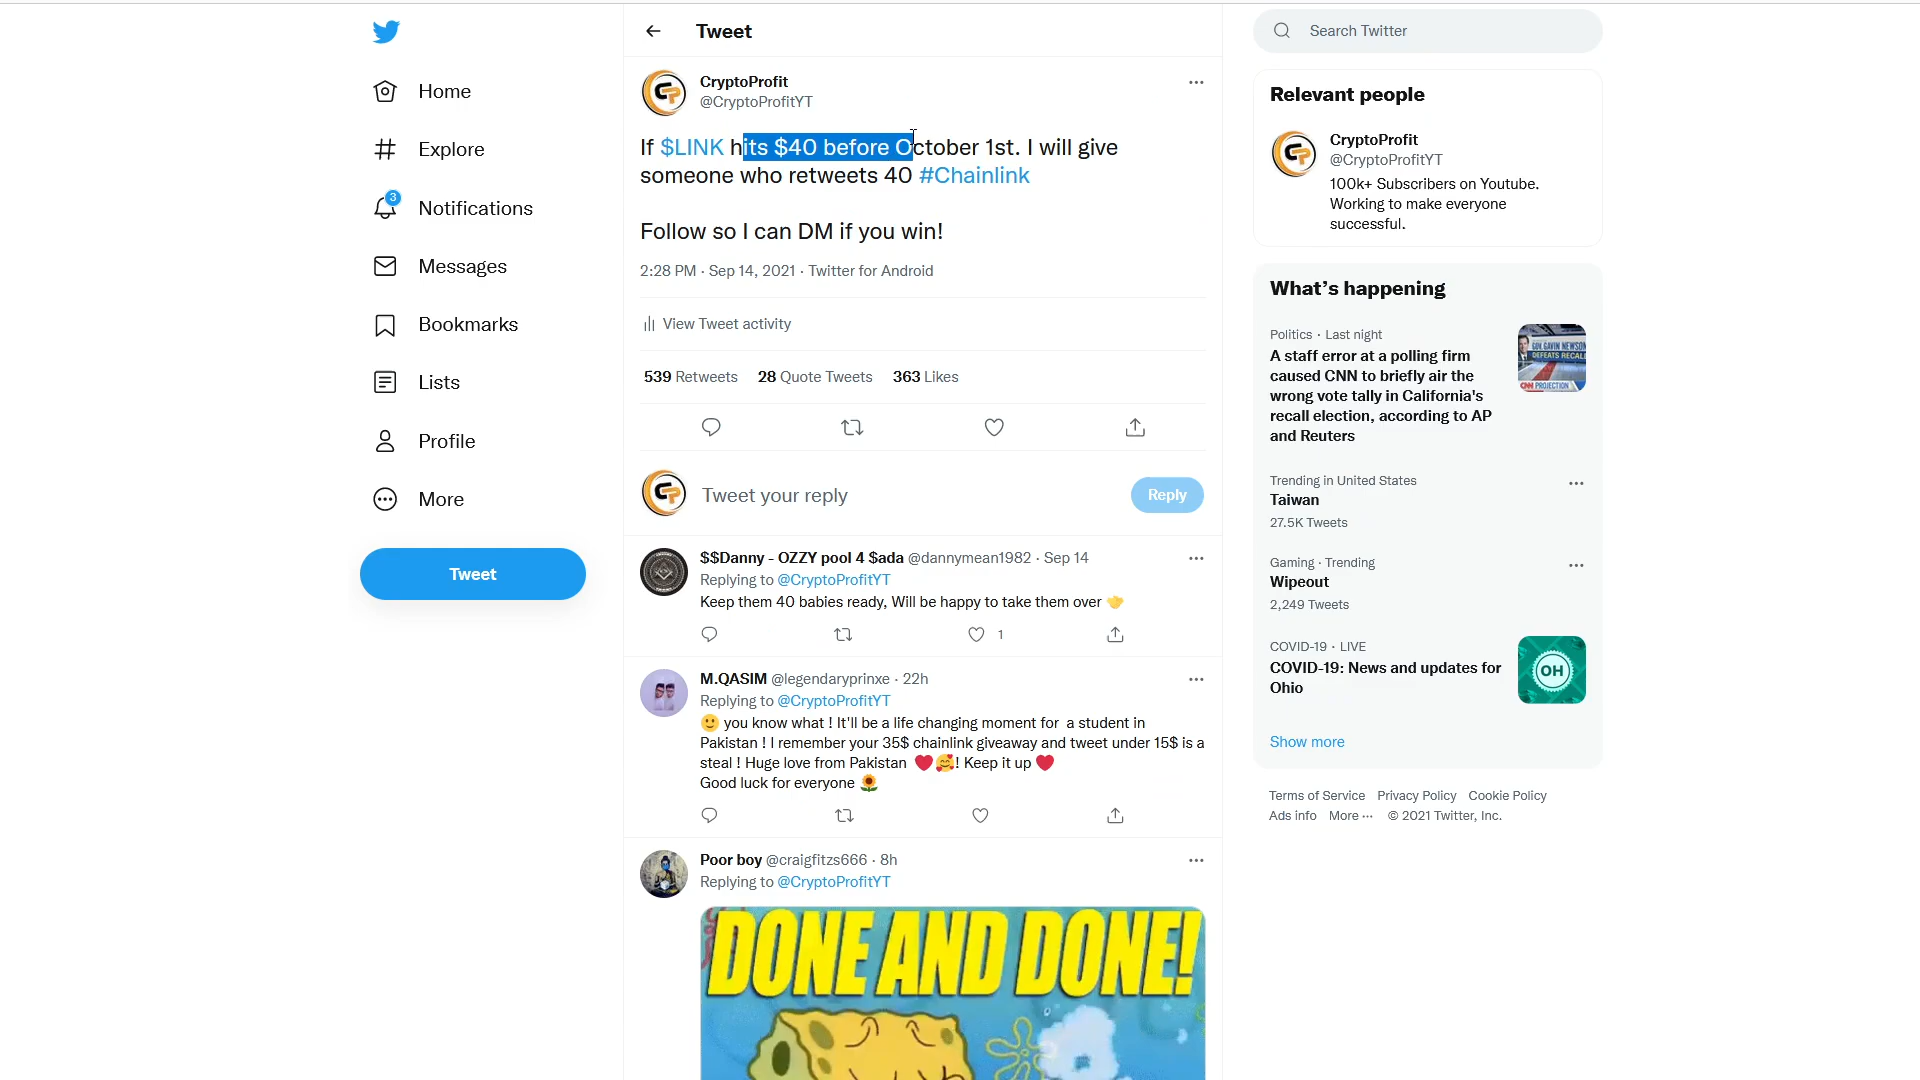 Home
Explore
3
Notifications
Messages
Bookmarks
Lists
Profile
More
Tweet
Tweet
CryptoProfit
@CryptoProfitYT
If $LINK hits $40 before October 1st. I will give
someone who retweets 40 #Chainlink
Follow so I can DM if you win!
2:28 PM · Sep 14, 2021 · Twitter for Android
View Tweet activity
539 Retweets 28 Quote Tweets 363 Likes
Tweet your reply
Reply
$$Danny - OZZY pool 4 $ada @dannymean1982 · Sep 14
Replying to @CryptoProfitYT
Keep them 40 babies ready, Will be happy to take them over 🤝
1
M.QASIM @legendaryprinxe · 22h
Replying to @CryptoProfitYT
🙂 you know what ! It'll be a life changing moment for a student in
Pakistan ! I remember your 35$ chainlink giveaway and tweet under 15$ is a
steal ! Huge love from Pakistan ❤️🥰! Keep it up ❤️
Good luck for everyone 🌻
Poor boy @craigfitzs666 · 8h
Replying to @CryptoProfitYT
DONE AND DONE!
Search Twitter
Relevant people
CryptoProfit
@CryptoProfitYT
100k+ Subscribers on Youtube.
Working to make everyone
successful.
What's happening
Politics · Last night
A staff error at a polling firm
caused CNN to briefly air the
wrong vote tally in California's
recall election, according to AP
and Reuters
GOV. GAVIN NEWSOM
DEFEATS RECALL
CNN PROJECTION
Trending in United States
Taiwan
27.5K Tweets
Gaming · Trending
Wipeout
2,249 Tweets
COVID-19 · LIVE
COVID-19: News and updates for
Ohio
OH
Show more
Terms of Service Privacy Policy Cookie Policy
Ads info More ··· © 2021 Twitter, Inc.